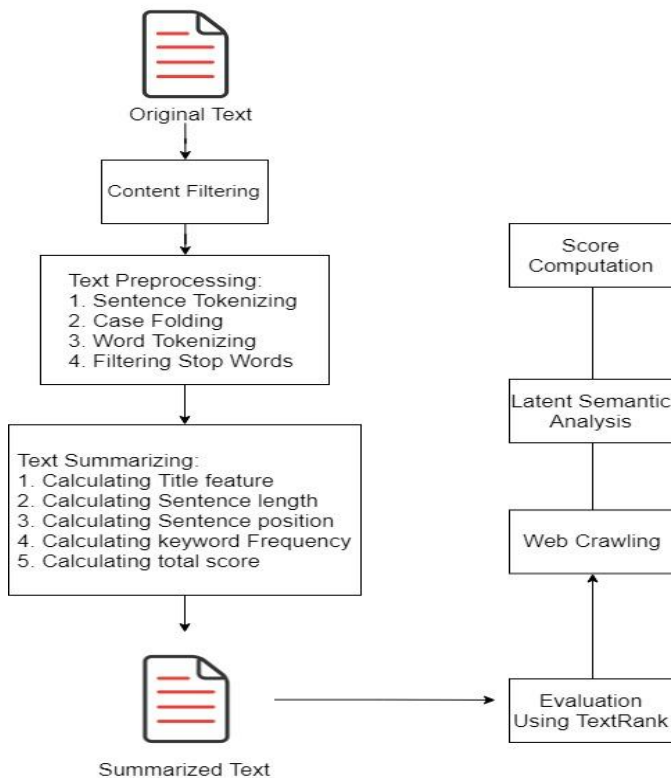 Original Text
Content Filtering
Text Preprocessing:
1. Sentence Tokenizing
2. Case Folding
3. Word Tokenizing
4. Filtering Stop Words
Text Summarizing:
1. Calculating Title feature
2. Calculating Sentence length
3. Calculating Sentence position
4. Calculating keyword Frequency
5. Calculating total score
Summarized Text
Evaluation
Using TextRank
Web Crawling
Latent Semantic
Analysis
Score
Computation